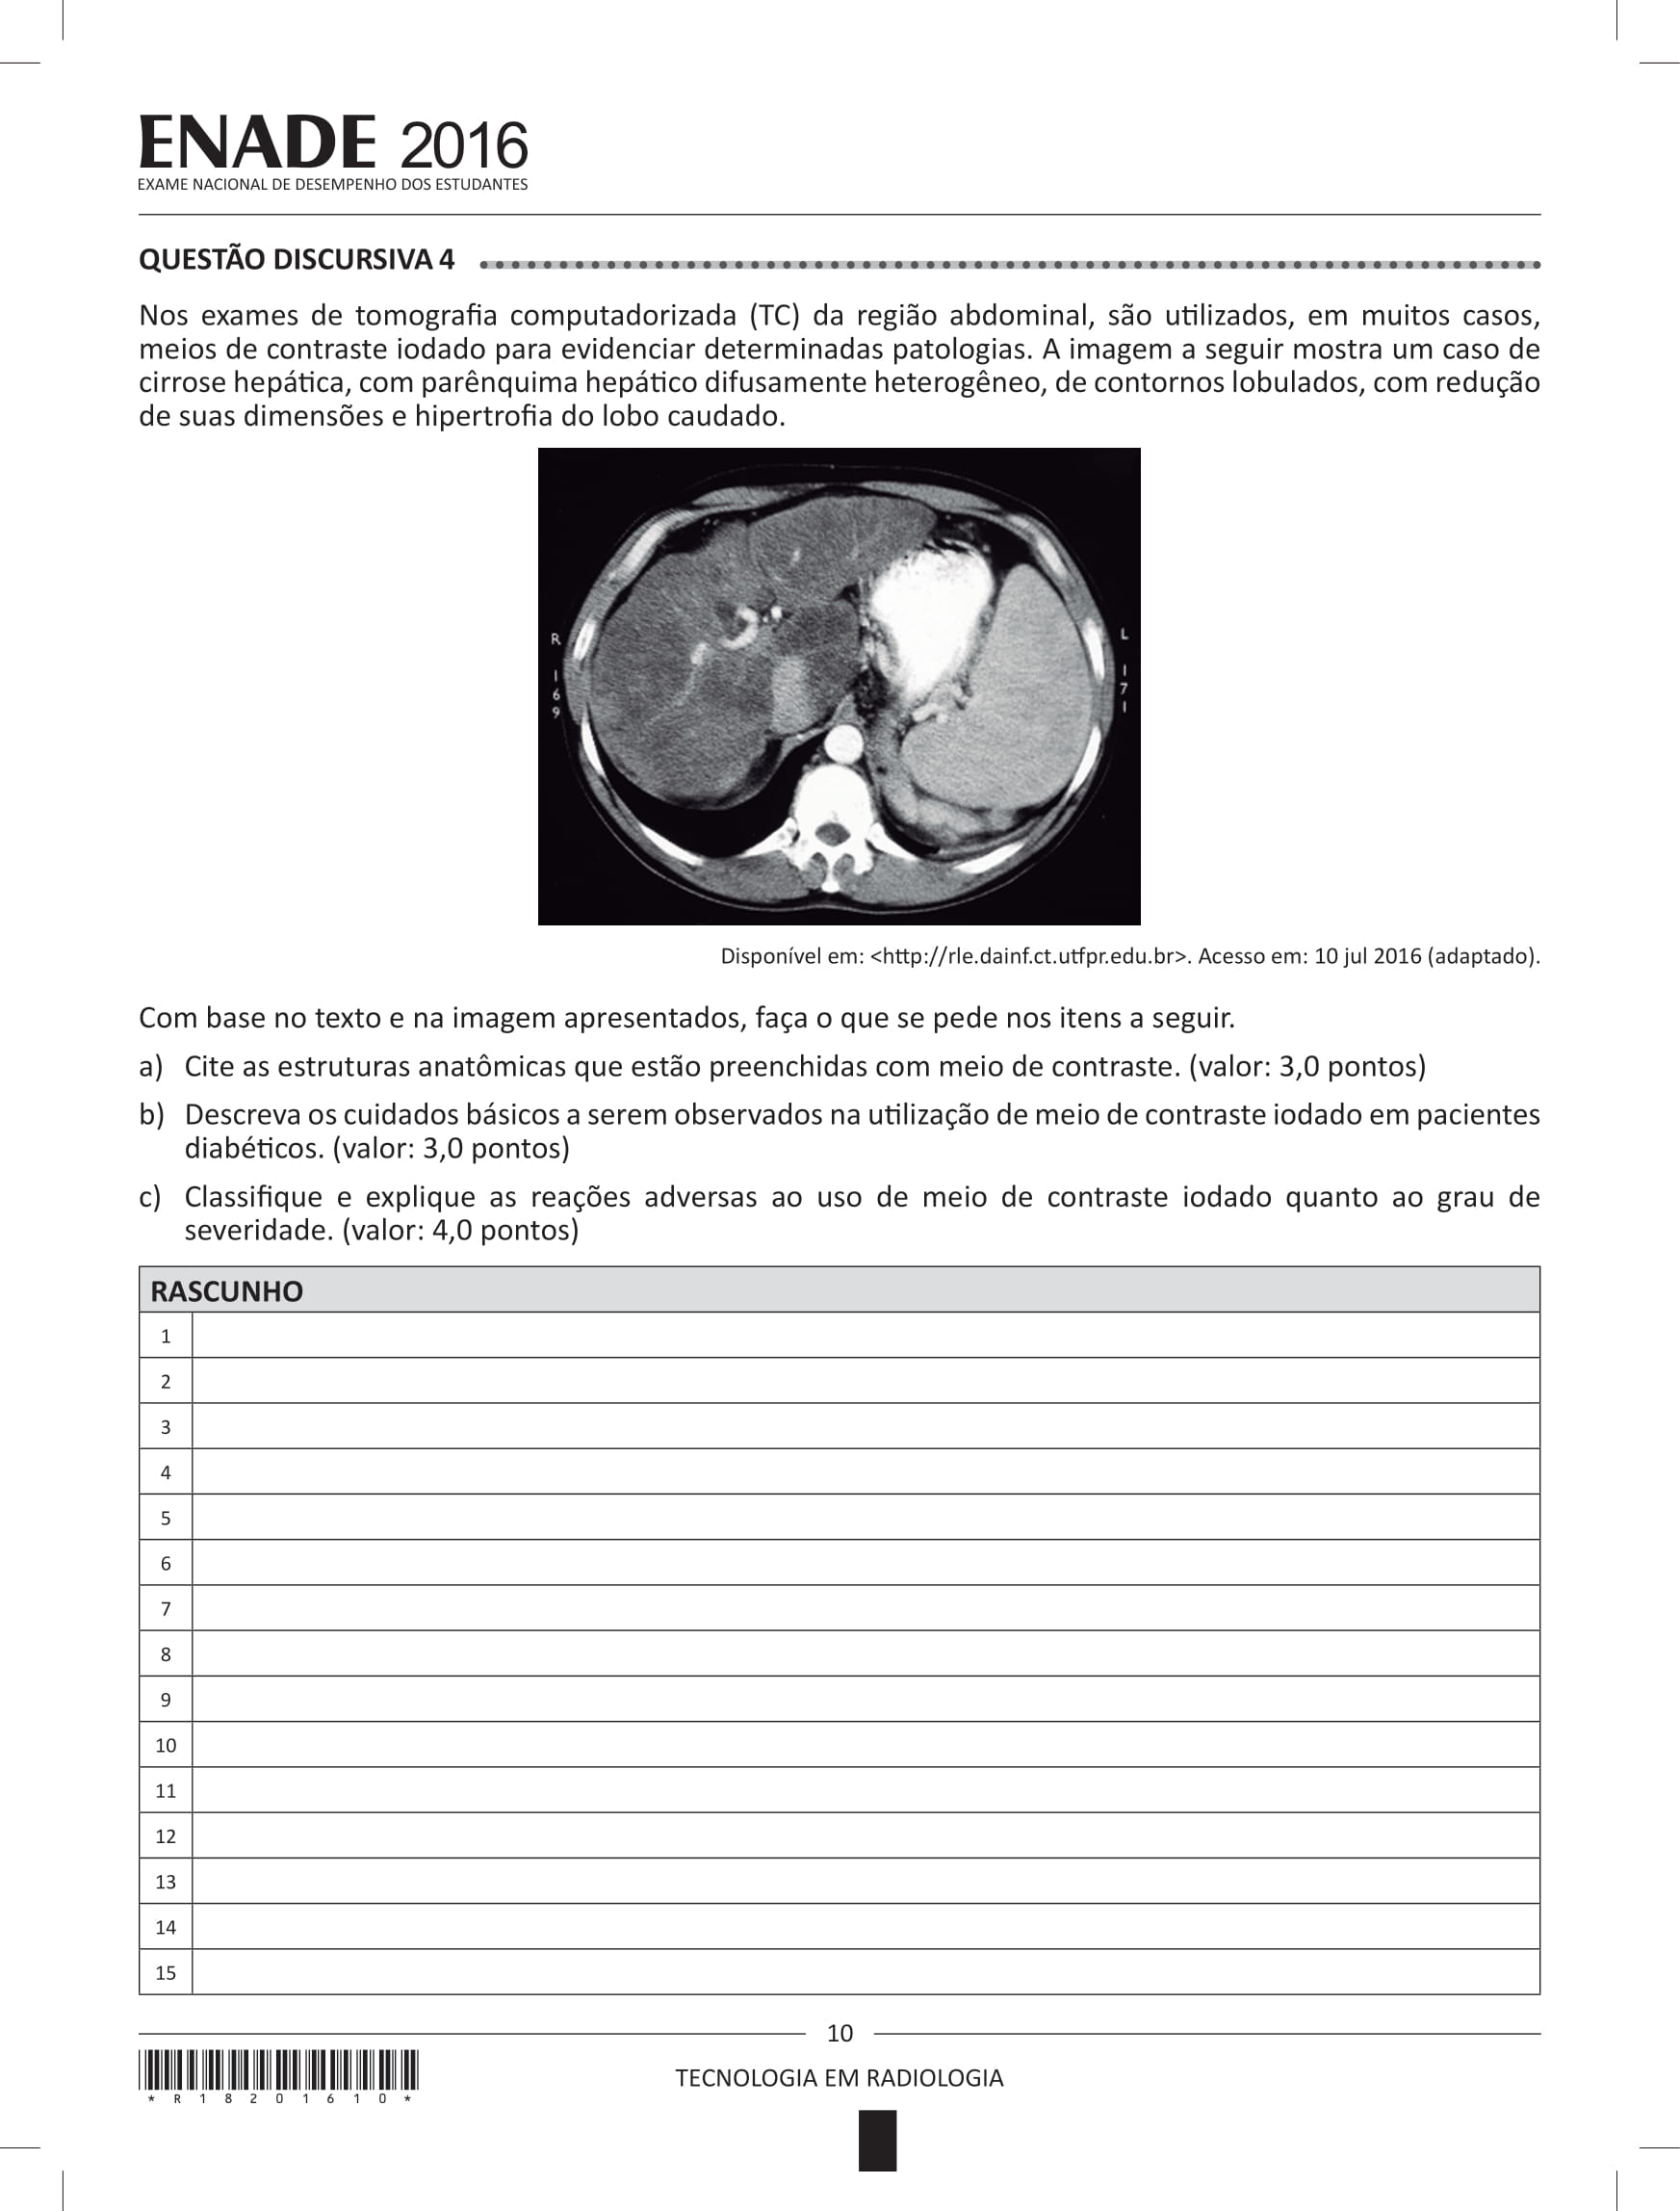 ENADE 2016
EXAME NACIONAL DE DESEMPENHO DOS ESTUDANTES
QUESTÃO DISCURSIVA 4
Nos exames de tomografia computadorizada (TC) da região abdominal, são utilizados, em muitos casos,
meios de contraste iodado para evidenciar determinadas patologias. A imagem a seguir mostra um caso de
cirrose hepática, com parênquima hepático difusamente heterogêneo, de contornos lobulados, com redução
de suas dimensões e hipertrofia do lobo caudado.
R
L
1
6
9
1
7
1
Disponível em: <http://rle.dainf.ct.utfpr.edu.br>. Acesso em: 10 jul 2016 (adaptado).
Com base no texto e na imagem apresentados, faça o que se pede nos itens a seguir.
a) Cite as estruturas anatômicas que estão preenchidas com meio de contraste. (valor: 3,0 pontos)
b) Descreva os cuidados básicos a serem observados na utilização de meio de contraste iodado em pacientes
diabéticos. (valor: 3,0 pontos)
c) Classifique e explique as reações adversas ao uso de meio de contraste iodado quanto ao grau de
severidade. (valor: 4,0 pontos)
RASCUNHO
1
2
3
4
5
6
7
8
9
10
11
12
13
14
15
10
TECNOLOGIA EM RADIOLOGIA
* R 1 8 2 0 1 6 1 0 *